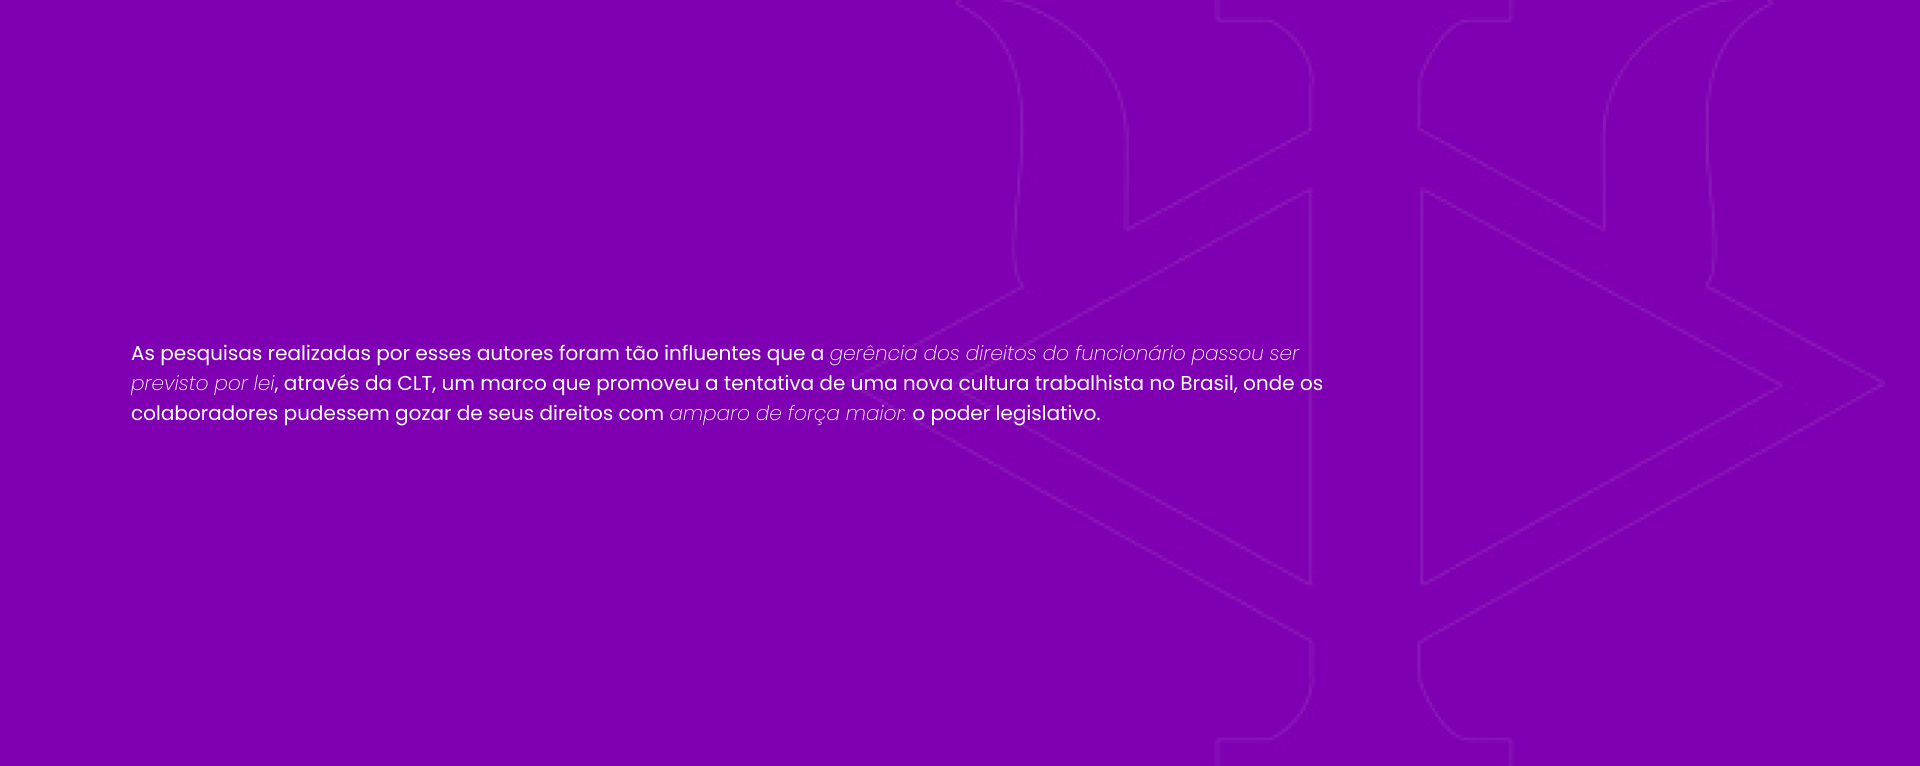 As pesquisas realizadas por esses autores foram tão influentes que a gerência dos direitos do funcionário passou ser
previsto por lei, através da CLT, um marco que promoveu a tentativa de uma nova cultura trabalhista no Brasil, onde os
colaboradores pudessem gozar de seus direitos com amparo de força maior: o poder legislativo.